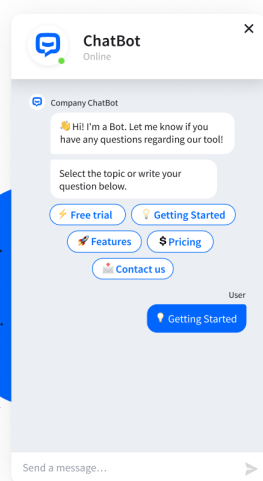 ChatBot
Online
Company ChatBot
👋Hi! I'm a Bot. Let me know if you
have any questions regarding our tool!
Select the topic or write your
question below.
⚡ Free trial
💡 Getting Started
🚀 Features
💲Pricing
📩 Contact us
User
💡 Getting Started
Send a message...